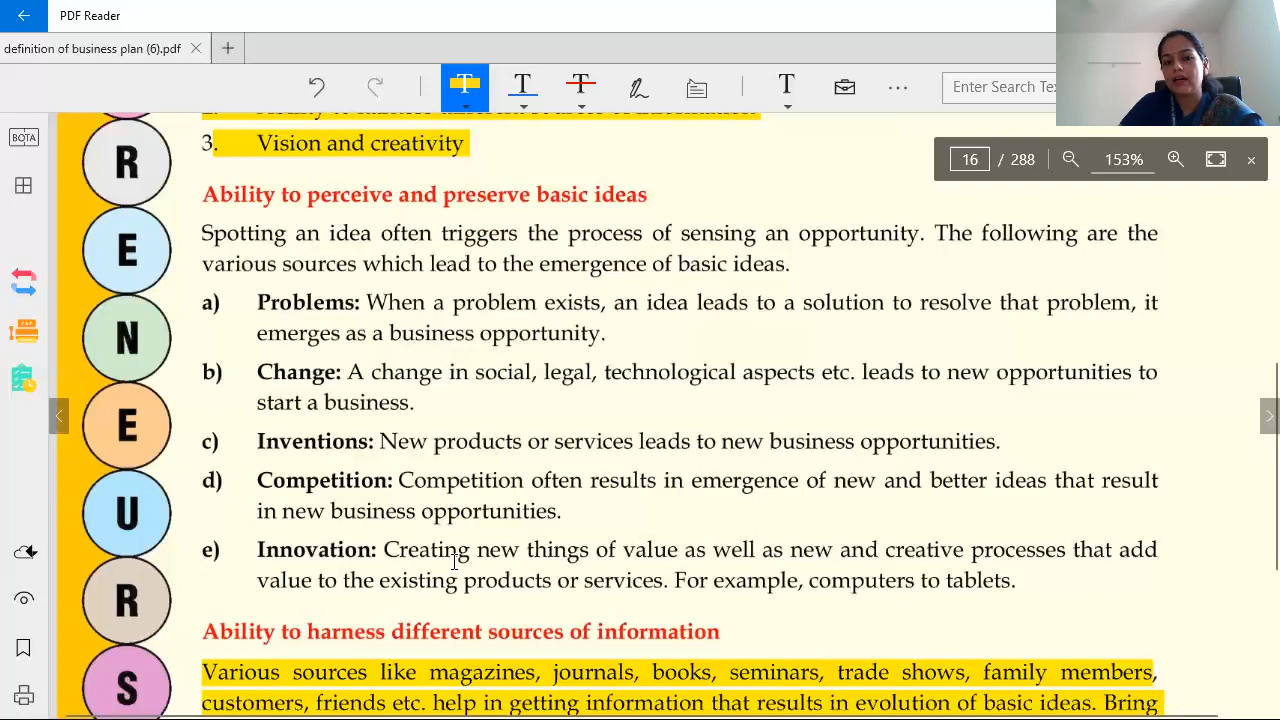 PDF Reader
definition of business plan (6).pdf
Enter Search Tex
16 / 288 153%
3. Vision and creativity
Ability to perceive and preserve basic ideas
Spotting an idea often triggers the process of sensing an opportunity. The following are the
various sources which lead to the emergence of basic ideas.
a) Problems: When a problem exists, an idea leads to a solution to resolve that problem, it
emerges as a business opportunity.
b) Change: A change in social, legal, technological aspects etc. leads to new opportunities to
start a business.
c) Inventions: New products or services leads to new business opportunities.
d) Competition: Competition often results in emergence of new and better ideas that result
in new business opportunities.
e) Innovation: Creating new things of value as well as new and creative processes that add
value to the existing products or services. For example, computers to tablets.
Ability to harness different sources of information
Various sources like magazines, journals, books, seminars, trade shows, family members,
customers, friends etc. help in getting information that results in evolution of basic ideas. Bring
R
E
N
E
U
R
S
BOTA